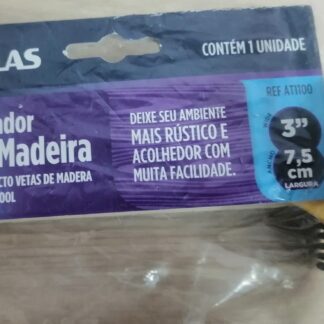 LAS
CONTÉM 1 UNIDADE
REF AT1100
ador
Madeira
CTO VETAS DE MADERA
OOL
DEIXE SEU AMBIENTE
MAIS RÚSTICO E
ACOLHEDOR COM
MUITA FACILIDADE.
3"
7,5
cm
LARGURA
ANCHO